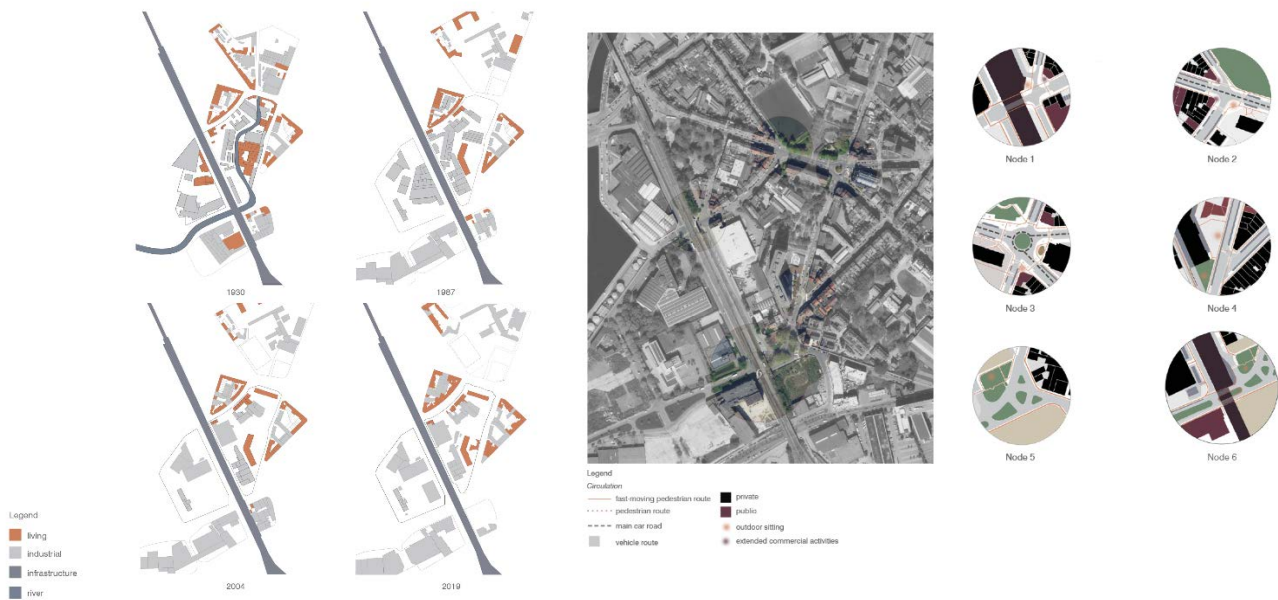 1930
1967
2004
2019
Legend
living
industrial
infrastructure
river
Legend
Circulation
fast-moving pedestrian route
pedestrian route
main car road
vehicle route
private
public
outdoor sitting
extended commercial activities
Node 1
Node 2
Node 3
Node 4
Node 5
Node 6